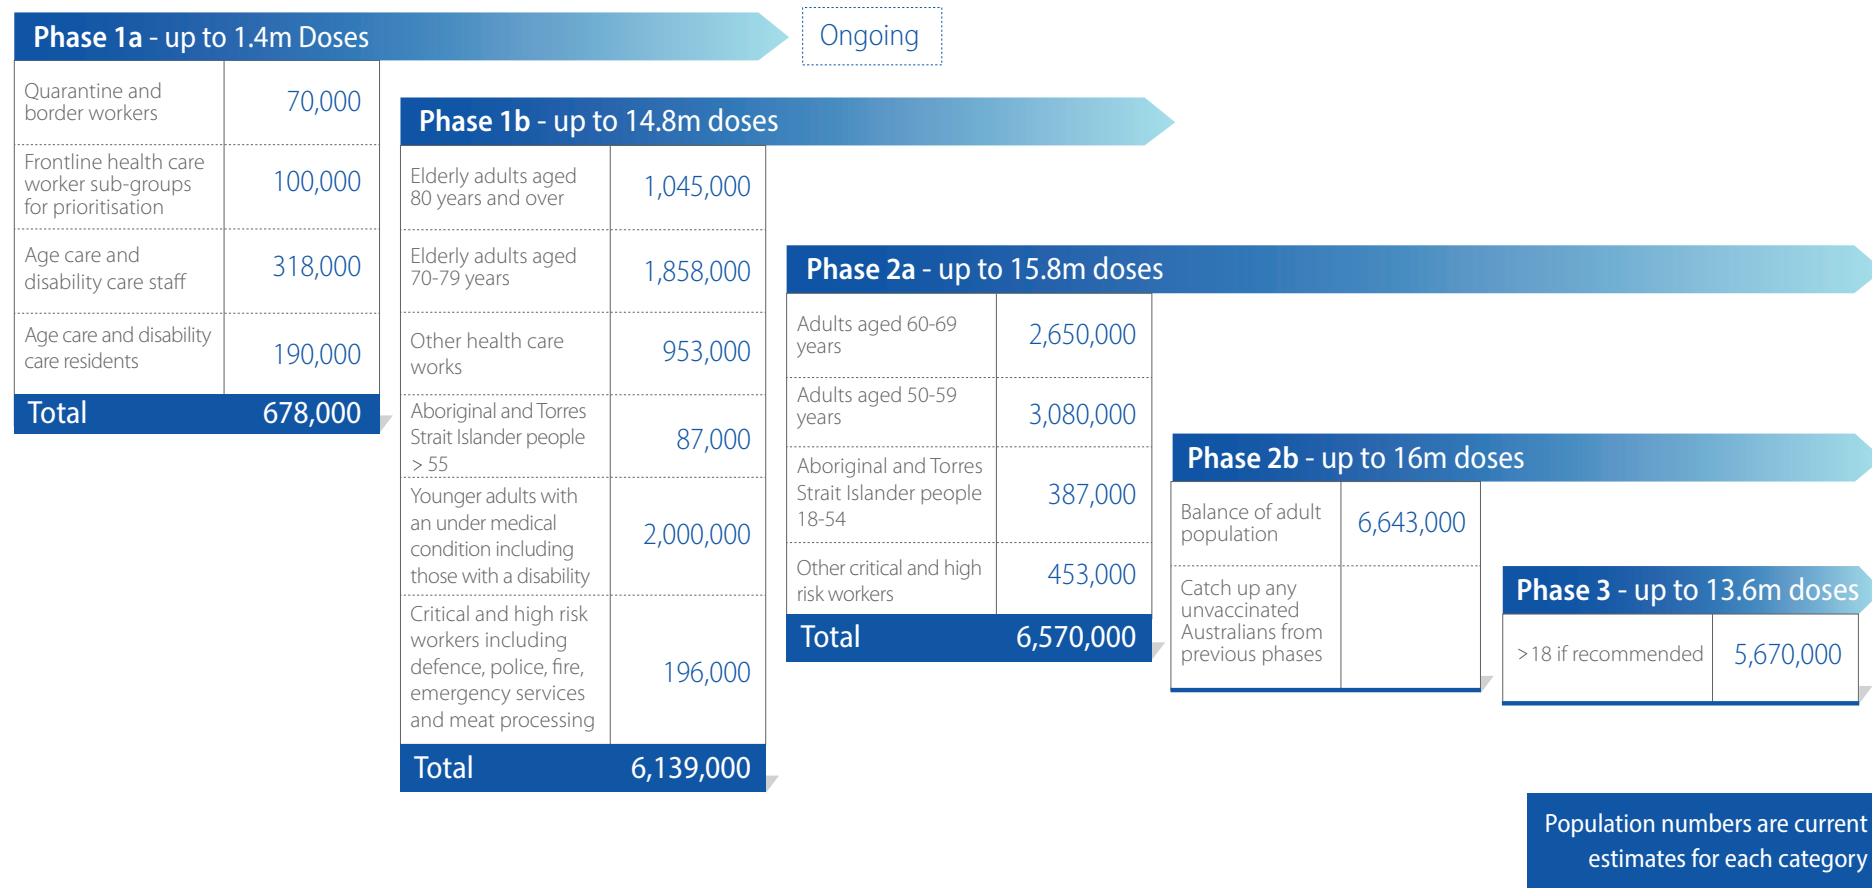 Phase 1a - up to 1.4m Doses
Ongoing
Quarantine and
border workers
70,000
Frontline health care
worker sub-groups
for prioritisation
100,000
Age care and
disability care staff
318,000
Age care and disability
care residents
190,000
Total 678,000
Phase 1b - up to 14.8m doses
Elderly adults aged
80 years and over
1,045,000
Elderly adults aged
70-79 years
1,858,000
Other health care
works
953,000
Aboriginal and Torres
Strait Islander people
> 55
87,000
Younger adults with
an under medical
condition including
those with a disability
2,000,000
Critical and high risk
workers including
defence, police, fire,
emergency services
and meat processing
196,000
Total 6,139,000
Phase 2a - up to 15.8m doses
Adults aged 60-69
years
2,650,000
Adults aged 50-59
years
3,080,000
Aboriginal and Torres
Strait Islander people
18-54
387,000
Other critical and high
risk workers
453,000
Total 6,570,000
Phase 2b - up to 16m doses
Balance of adult
population
6,643,000
Catch up any
unvaccinated
Australians from
previous phases
Phase 3 - up to 13.6m doses
>18 if recommended
5,670,000
Population numbers are current
estimates for each category